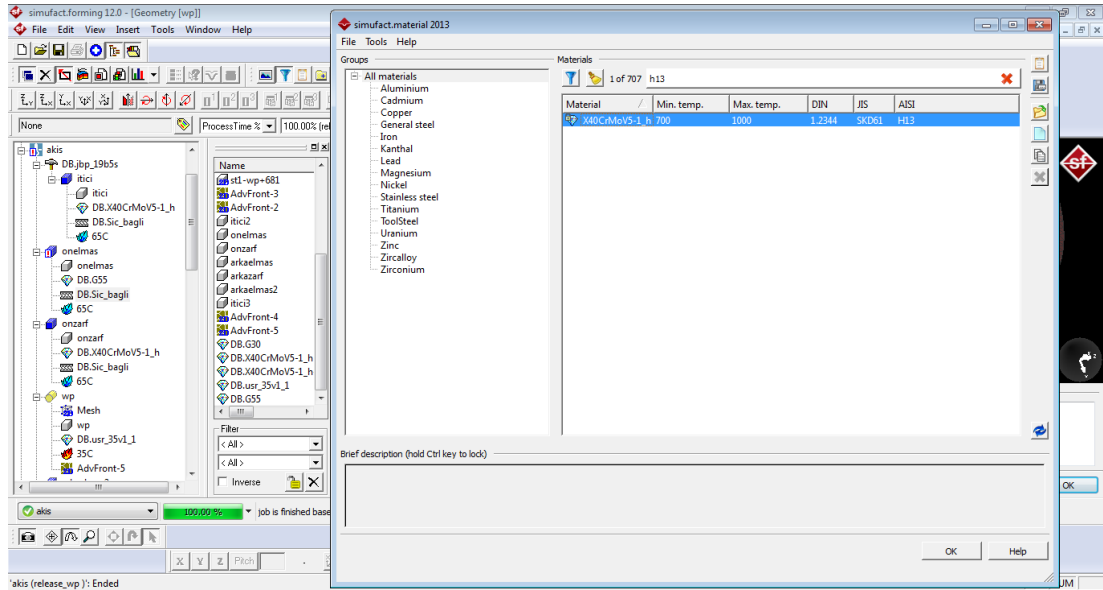 simufact.forming 12.0 - [Geometry [wp]]
File Edit View Insert Tools Window Help
None
ProcessTime %
100.00% (rel
akis
DB.jbp_19b5s
itici
itici
DB.X40CrMoV5-1_h
DB.Sic_bagli
65C
onelmas
onelmas
DB.G55
DB.Sic_bagli
65C
onzarf
onzarf
DB.X40CrMoV5-1_h
DB.Sic_bagli
65C
wp
Mesh
wp
DB.usr_35v1_1
35C
AdvFront-5
Name
st1-wp+681
AdvFront-3
AdvFront-2
itici2
onelmas
onzarf
arkaelmas
arkazarf
arkaelmas2
itici3
AdvFront-4
AdvFront-5
DB.G30
DB.X40CrMoV5-1_h
DB.X40CrMoV5-1_h
DB.usr_35v1_1
DB.G55
Filter
< All >
< All >
Inverse
akis
100,00 %
job is finished base
X Y Z Pitch
'akis (release_wp )': Ended
simufact.material 2013
File Tools Help
Groups
All materials
Aluminium
Cadmium
Copper
General steel
Iron
Kanthal
Lead
Magnesium
Nickel
Stainless steel
Titanium
ToolSteel
Uranium
Zinc
Zircalloy
Zirconium
Materials
1 of 707 h13
Material Min. temp. Max. temp. DIN JIS AISI
X40CrMoV5-1_h 700 1000 1.2344 SKD61 H13
Brief description (hold Ctrl key to lock)
OK Help
sf
OK
UM